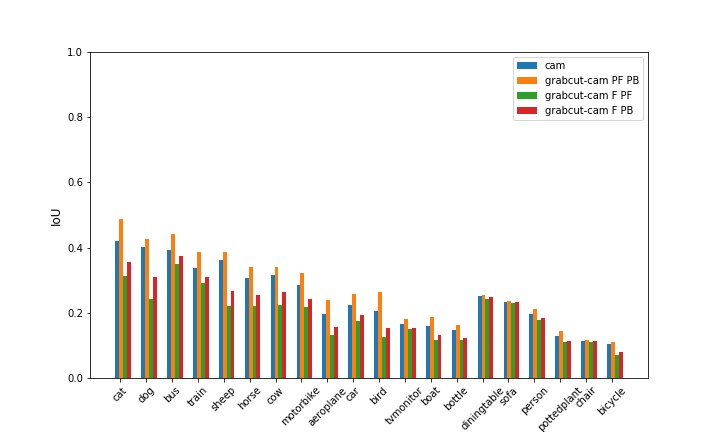 1.0
0.8
0.6
0.4
0.2
0.0
IoU
cam
grabcut-cam PF PB
grabcut-cam F PF
grabcut-cam F PB
cat
dog
bus
train
sheep
horse
cow
motorbike
aeroplane
car
bird
tvmonitor
boat
bottle
diningtable
sofa
person
pottedplant
chair
bicycle